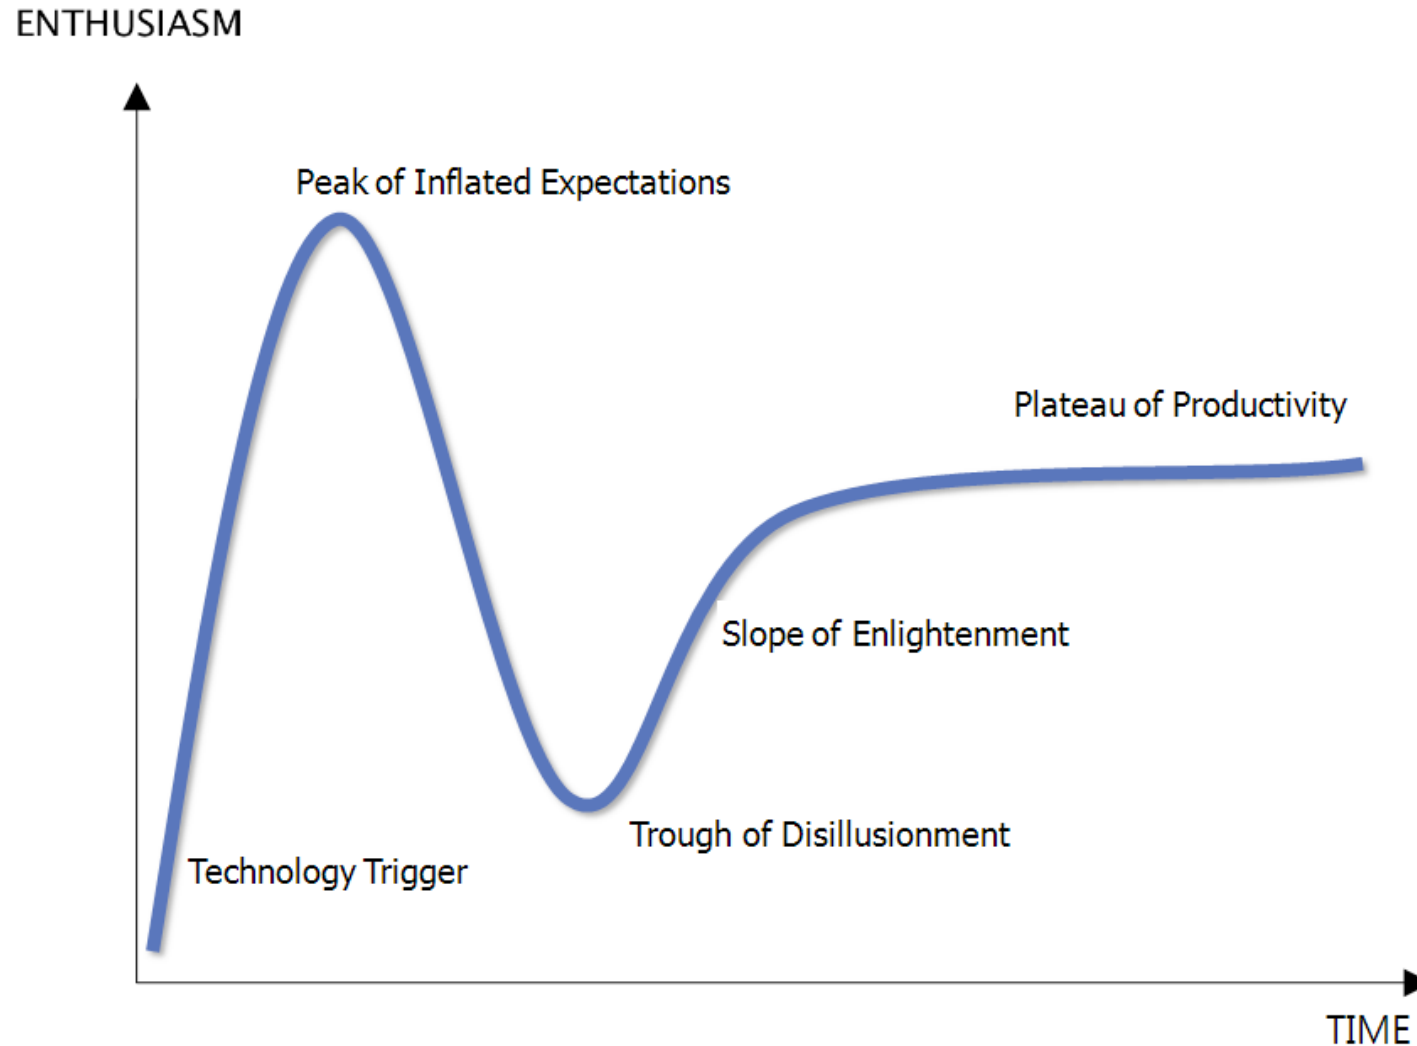 ENTHUSIASM
Peak of Inflated Expectations
Plateau of Productivity
Slope of Enlightenment
Trough of Disillusionment
Technology Trigger
TIME